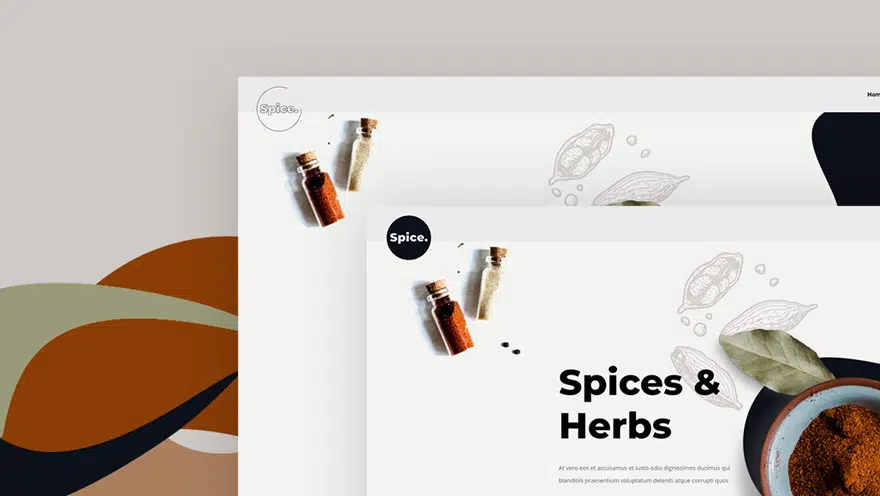 Spice.
Hom
Spice.
Spices &
Herbs
At vero eos et accusamus et iusto odio dignissimos ducimus qui
blanditiis praesentium voluptatum deleniti atque corrupti quos